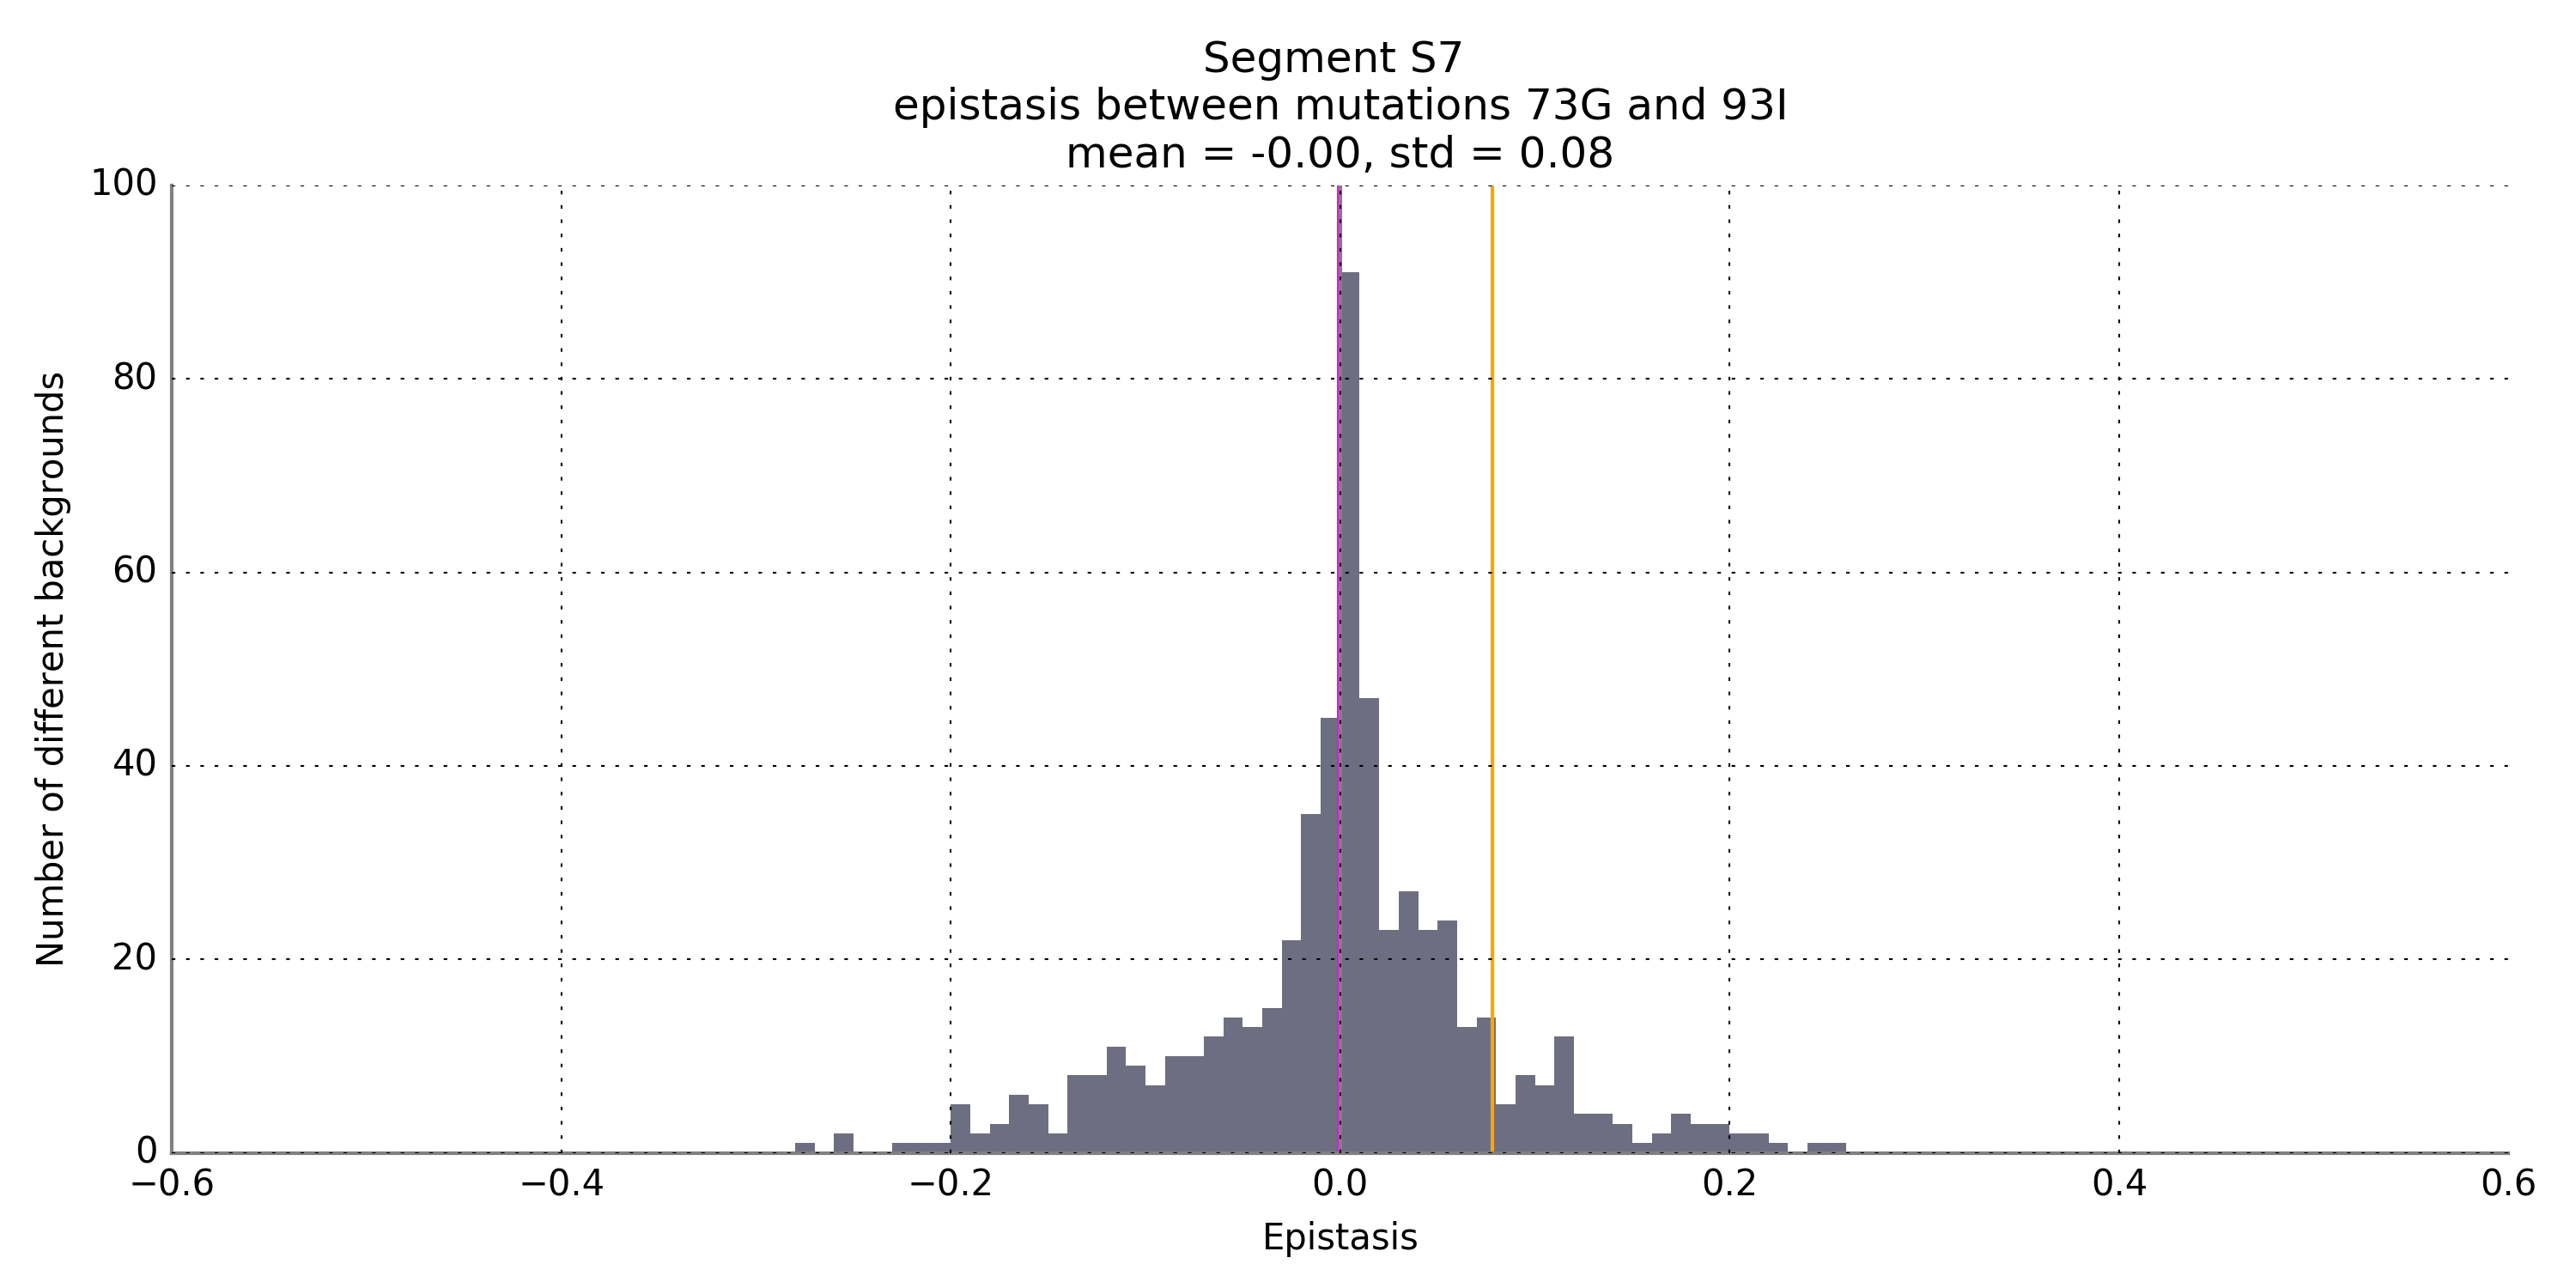 Segment S7
epistasis between mutations 73G and 93I
mean = -0.00, std = 0.08
100
80
60
40
20
0
Number of different backgrounds
−0.6 −0.4 −0.2 0.0 0.2 0.4 0.6
Epistasis